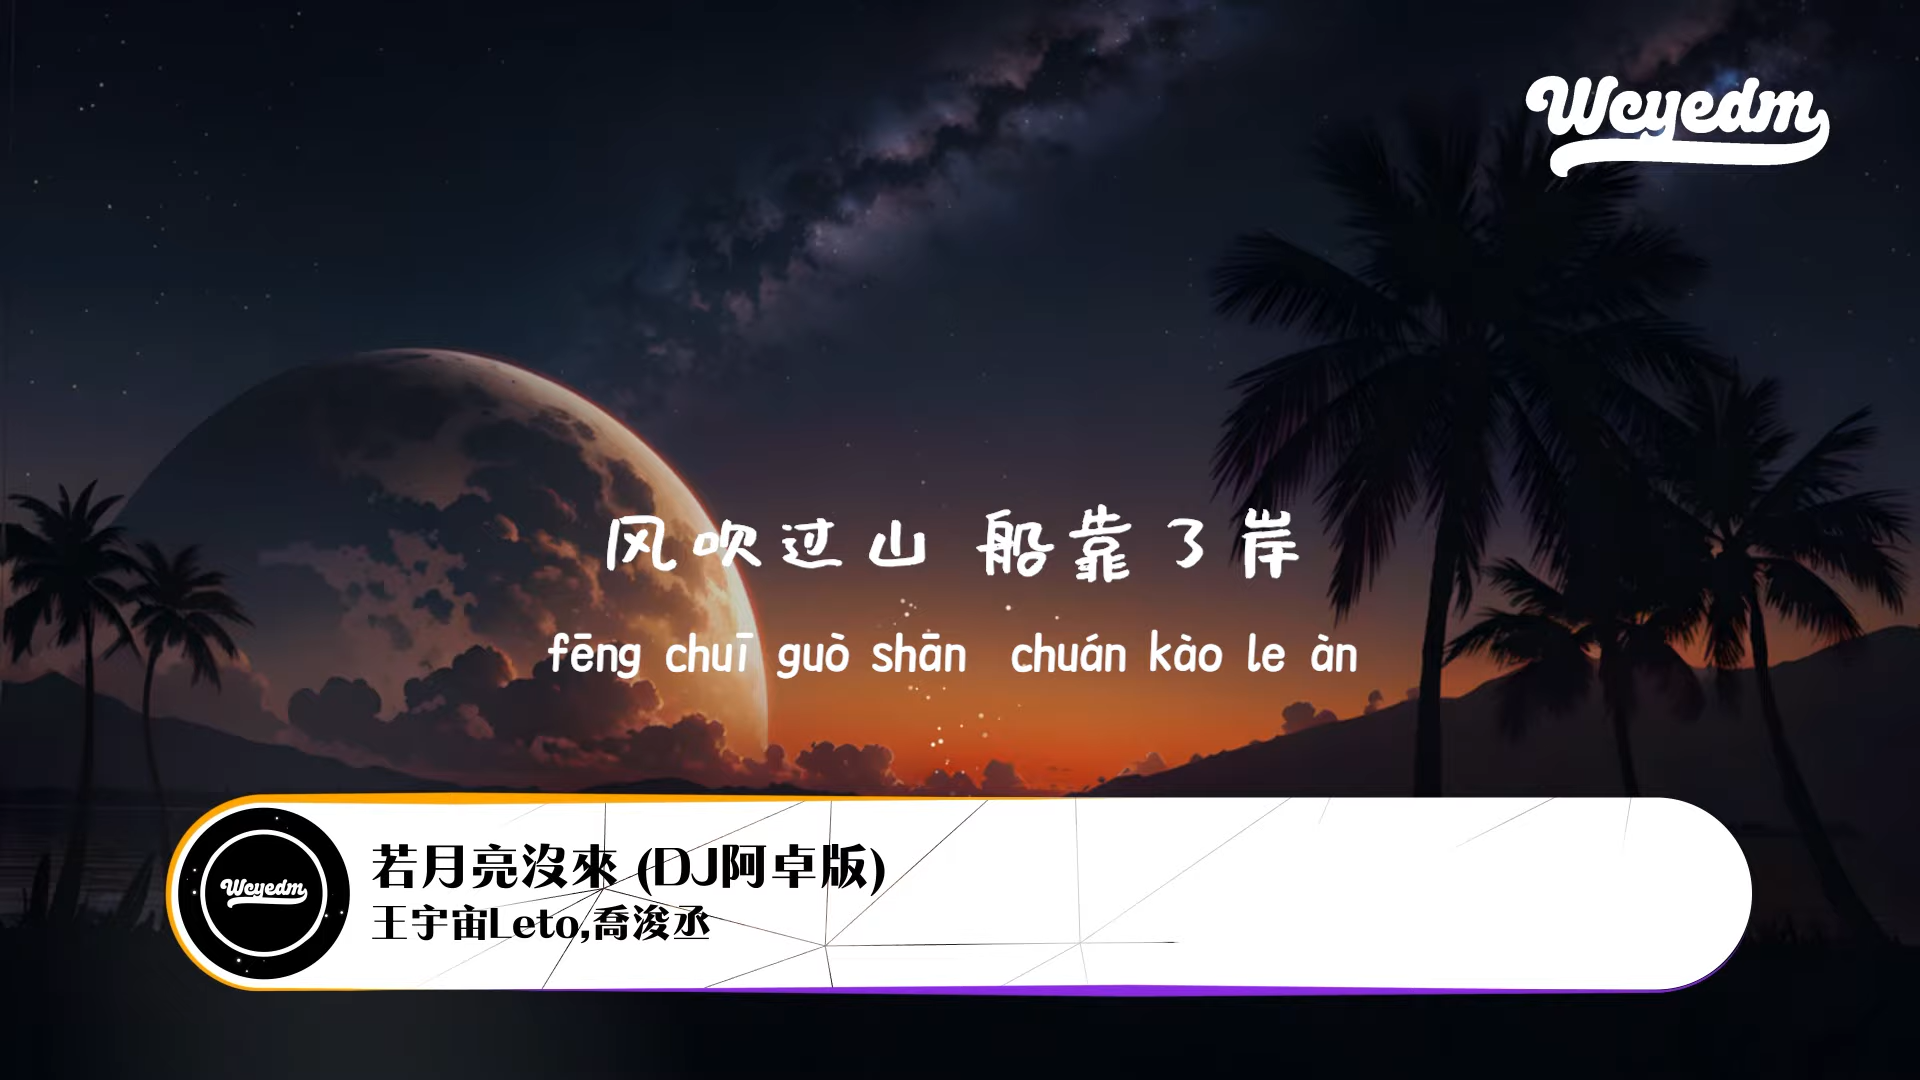 Wcyedm
风吹过山 船靠了岸
fēng chuī guò shān chuán kào le àn
Wcyedm
若月亮沒來 (DJ阿卓版)
王宇宙Leto,喬浚丞